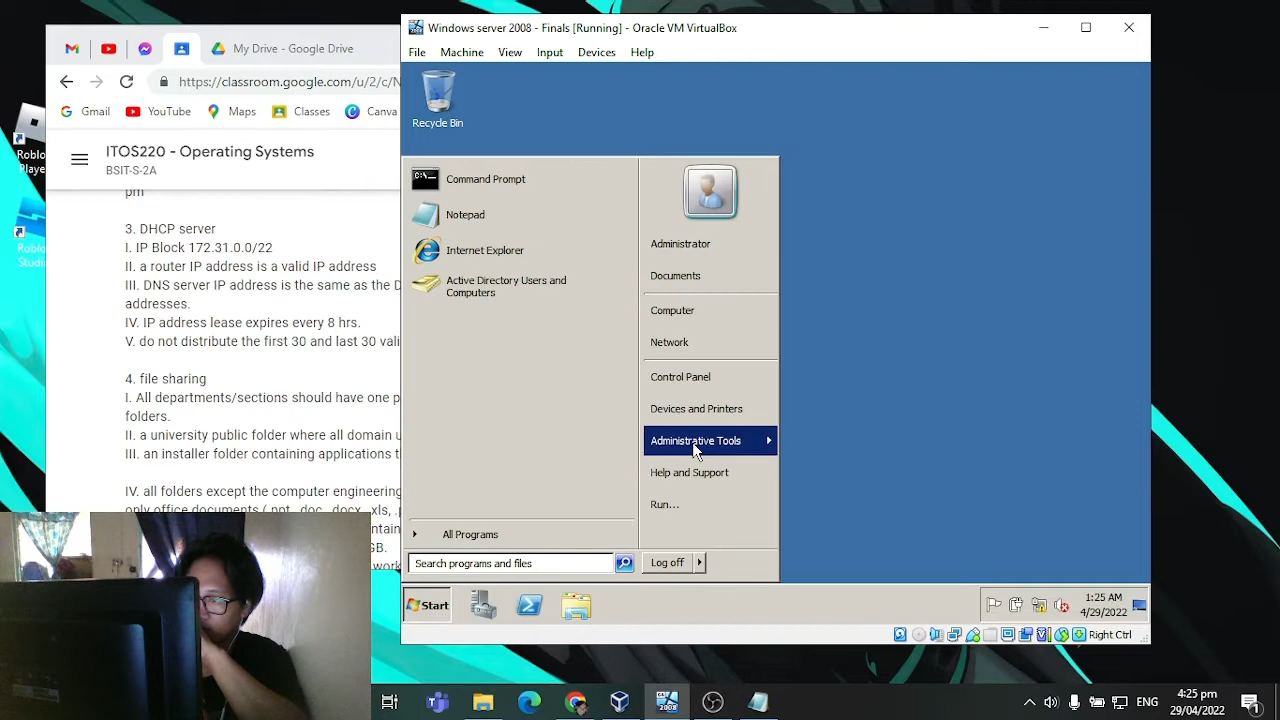 Windows server 2008 - Finals [Running] - Oracle VM VirtualBox
File Machine View Input Devices Help
My Drive - Google Drive
https://classroom.google.com/u/2/c/N
Gmail YouTube Maps Classes Canva
ITOS220 - Operating Systems
BSIT-S-2A
pm
3. DHCP server
I. IP Block 172.31.0.0/22
II. a router IP address is a valid IP address
III. DNS server IP address is the same as the D
addresses.
IV. IP address lease expires every 8 hrs.
V. do not distribute the first 30 and last 30 vali
4. file sharing
I. All departments/sections should have one p
folders.
II. a university public folder where all domain u
III. an installer folder containing applications t
IV. all folders except the computer engineering
only office documents (.ppt, .doc, .docx, .xls, .
Roblo
Player
Roblo
Studi
Recycle Bin
Command Prompt
Notepad
Internet Explorer
Active Directory Users and
Computers
All Programs
Search programs and files
Administrator
Documents
Computer
Network
Control Panel
Devices and Printers
Administrative Tools
Help and Support
Run...
Log off
Start
1:25 AM
4/29/2022
Right Ctrl
ENG
4:25 pm
29/04/2022